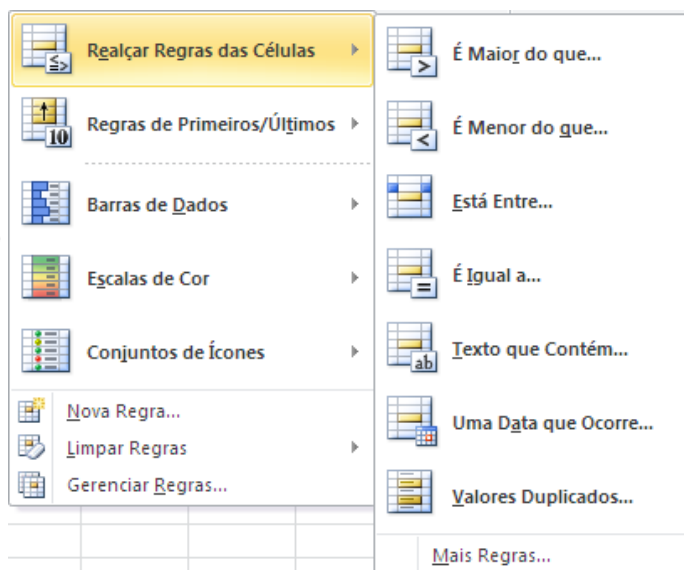 Realçar Regras das Células
Regras de Primeiros/Últimos
10
Barras de Dados
Escalas de Cor
Conjuntos de Ícones
Nova Regra...
Limpar Regras
Gerenciar Regras...
É Maior do que...
É Menor do que...
Está Entre...
É Igual a...
Texto que Contém...
ab
Uma Data que Ocorre...
Valores Duplicados...
Mais Regras...